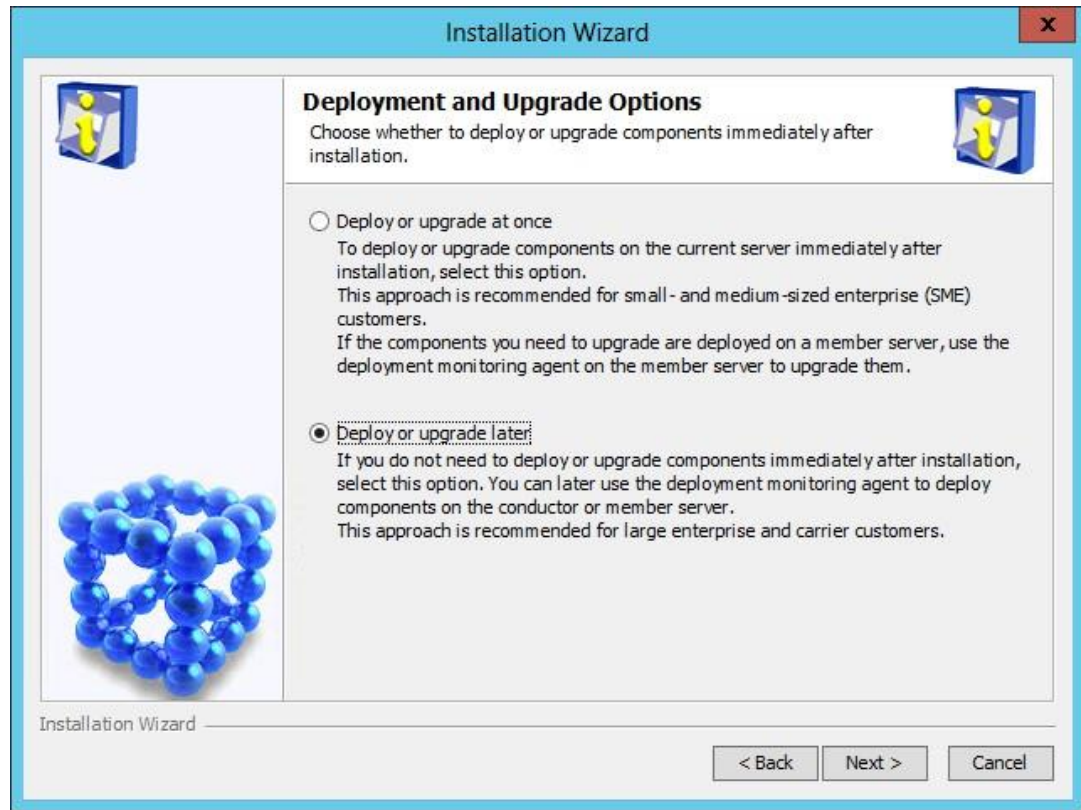 Installation Wizard
X
Deployment and Upgrade Options
Choose whether to deploy or upgrade components immediately after
installation.
Deploy or upgrade at once
To deploy or upgrade components on the current server immediately after
installation, select this option.
This approach is recommended for small- and medium-sized enterprise (SME)
customers.
If the components you need to upgrade are deployed on a member server, use the
deployment monitoring agent on the member server to upgrade them.
Deploy or upgrade later
If you do not need to deploy or upgrade components immediately after installation,
select this option. You can later use the deployment monitoring agent to deploy
components on the conductor or member server.
This approach is recommended for large enterprise and carrier customers.
Installation Wizard
< Back
Next >
Cancel